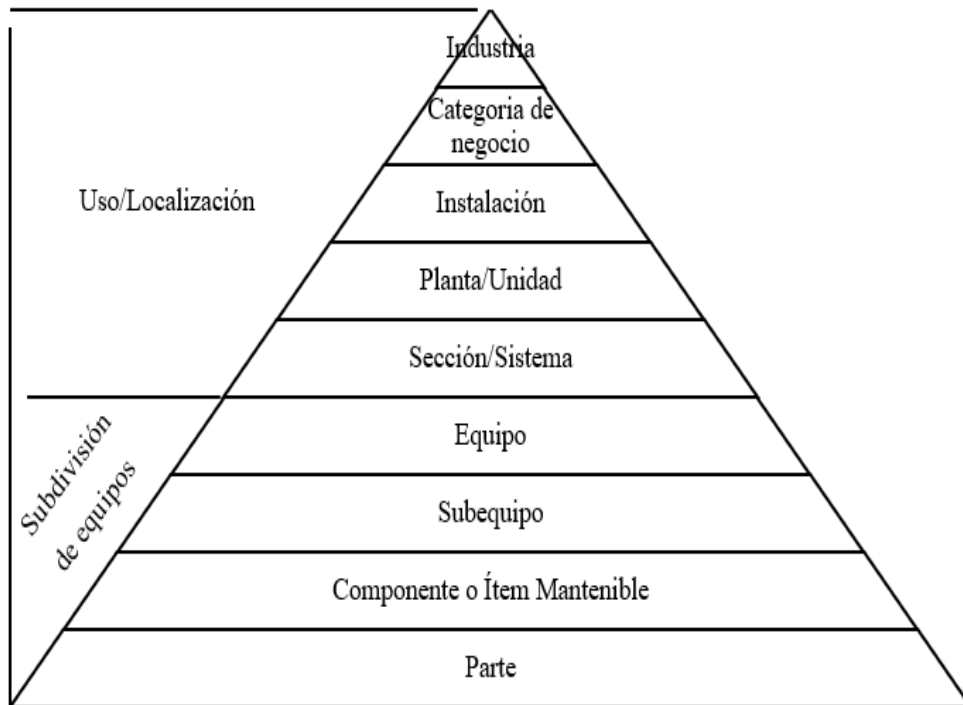 Industria
Categoria de
negocio
Instalación
Planta/Unidad
Sección/Sistema
Equipo
Subequipo
Componente o Ítem Mantenible
Parte
Uso/Localización
Subdivisión
de equipos